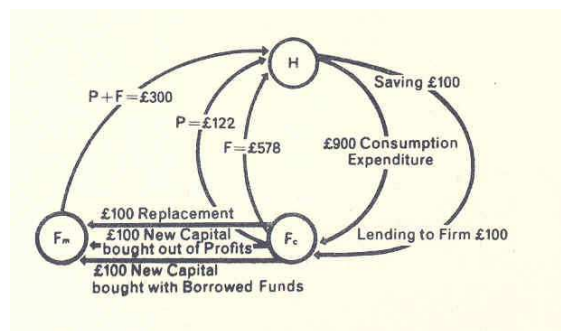 H
Saving £100
P+F=£300
P=£122
F=£578
£900 Consumption
Expenditure
£100 Replacement
Fm
£100 New Capital
bought out of Profits
Fc
Lending to Firm £100
£100 New Capital
bought with Borrowed Funds